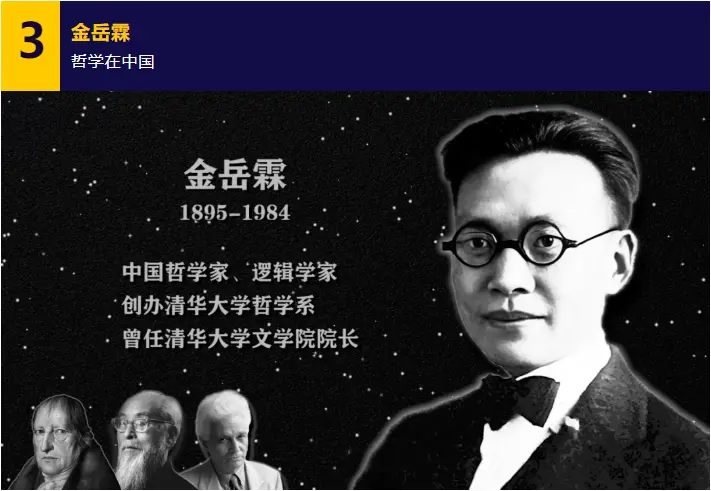 3
金岳霖
哲学在中国
金岳霖
1895-1984
中国哲学家、逻辑学家
创办清华大学哲学系
曾任清华大学文学院院长